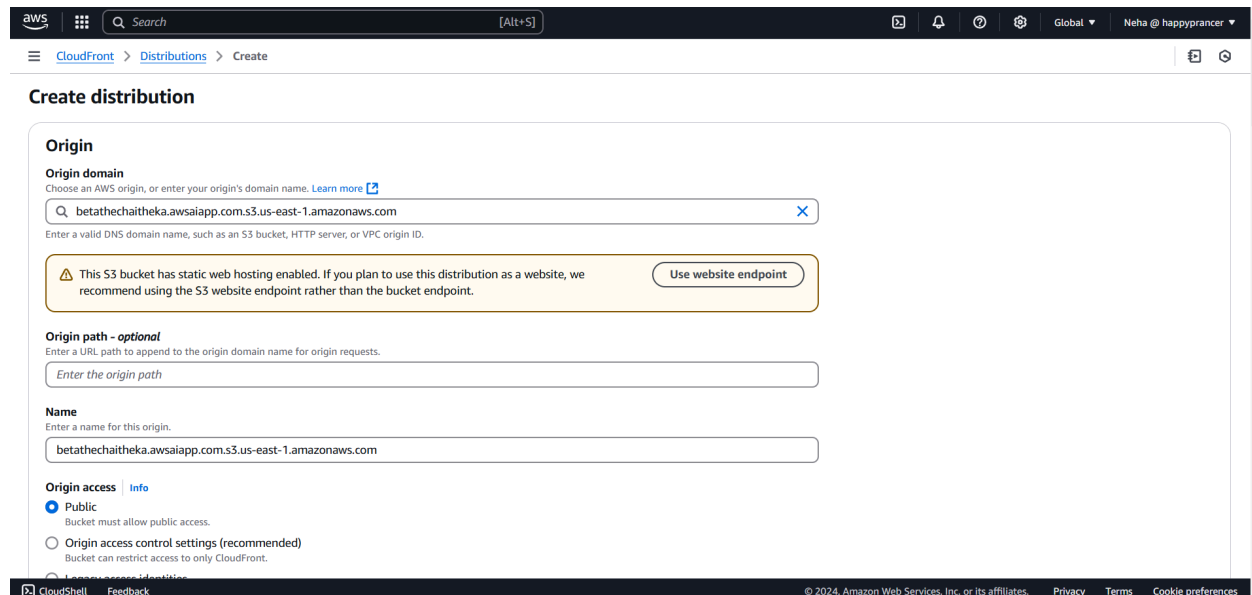 aws
Search
[Alt+S]
Global
Neha @ happyprancer
CloudFront > Distributions > Create
Create distribution
Origin
Origin domain
Choose an AWS origin, or enter your origin's domain name. Learn more
betathechaitheka.awsaiapp.com.s3.us-east-1.amazonaws.com
Enter a valid DNS domain name, such as an S3 bucket, HTTP server, or VPC origin ID.
This S3 bucket has static web hosting enabled. If you plan to use this distribution as a website, we
recommend using the S3 website endpoint rather than the bucket endpoint.
Use website endpoint
Origin path - optional
Enter a URL path to append to the origin domain name for origin requests.
Enter the origin path
Name
Enter a name for this origin.
betathechaitheka.awsaiapp.com.s3.us-east-1.amazonaws.com
Origin access
Info
Public
Bucket must allow public access.
Origin access control settings (recommended)
Bucket can restrict access to only CloudFront.
Legacy access identities
CloudShell
Feedback
© 2024, Amazon Web Services, Inc. or its affiliates.
Privacy
Terms
Cookie preferences